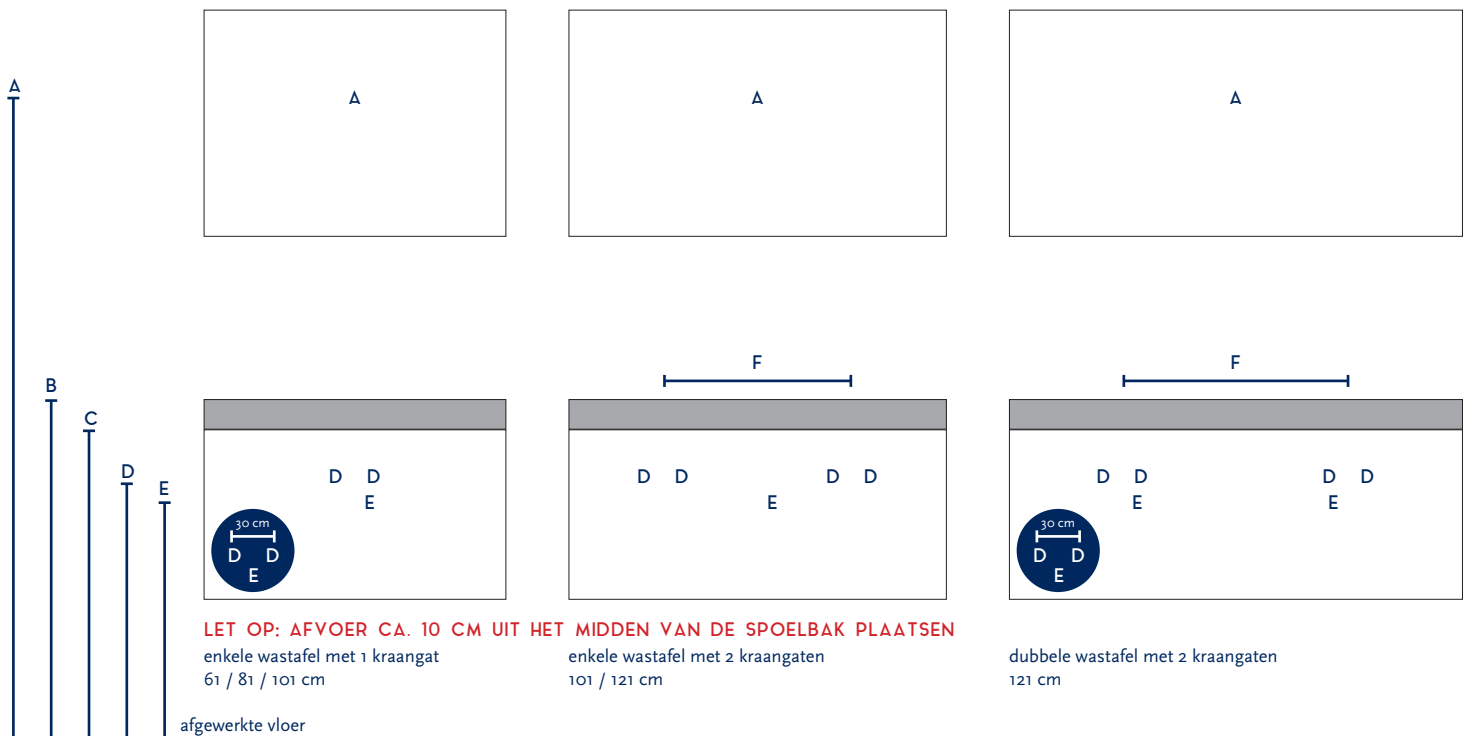 A
A
A
A
B
C
D
E
F
F
D D
E
D D D D
E
D D D D
E E
30 cm
D D
E
30 cm
D D
E
LET OP: AFVOER CA. 10 CM UIT HET MIDDEN VAN DE SPOELBAK PLAATSEN
enkele wastafel met 1 kraangat
61 / 81 / 101 cm
enkele wastafel met 2 kraangaten
101 / 121 cm
dubbele wastafel met 2 kraangaten
121 cm
afgewerkte vloer